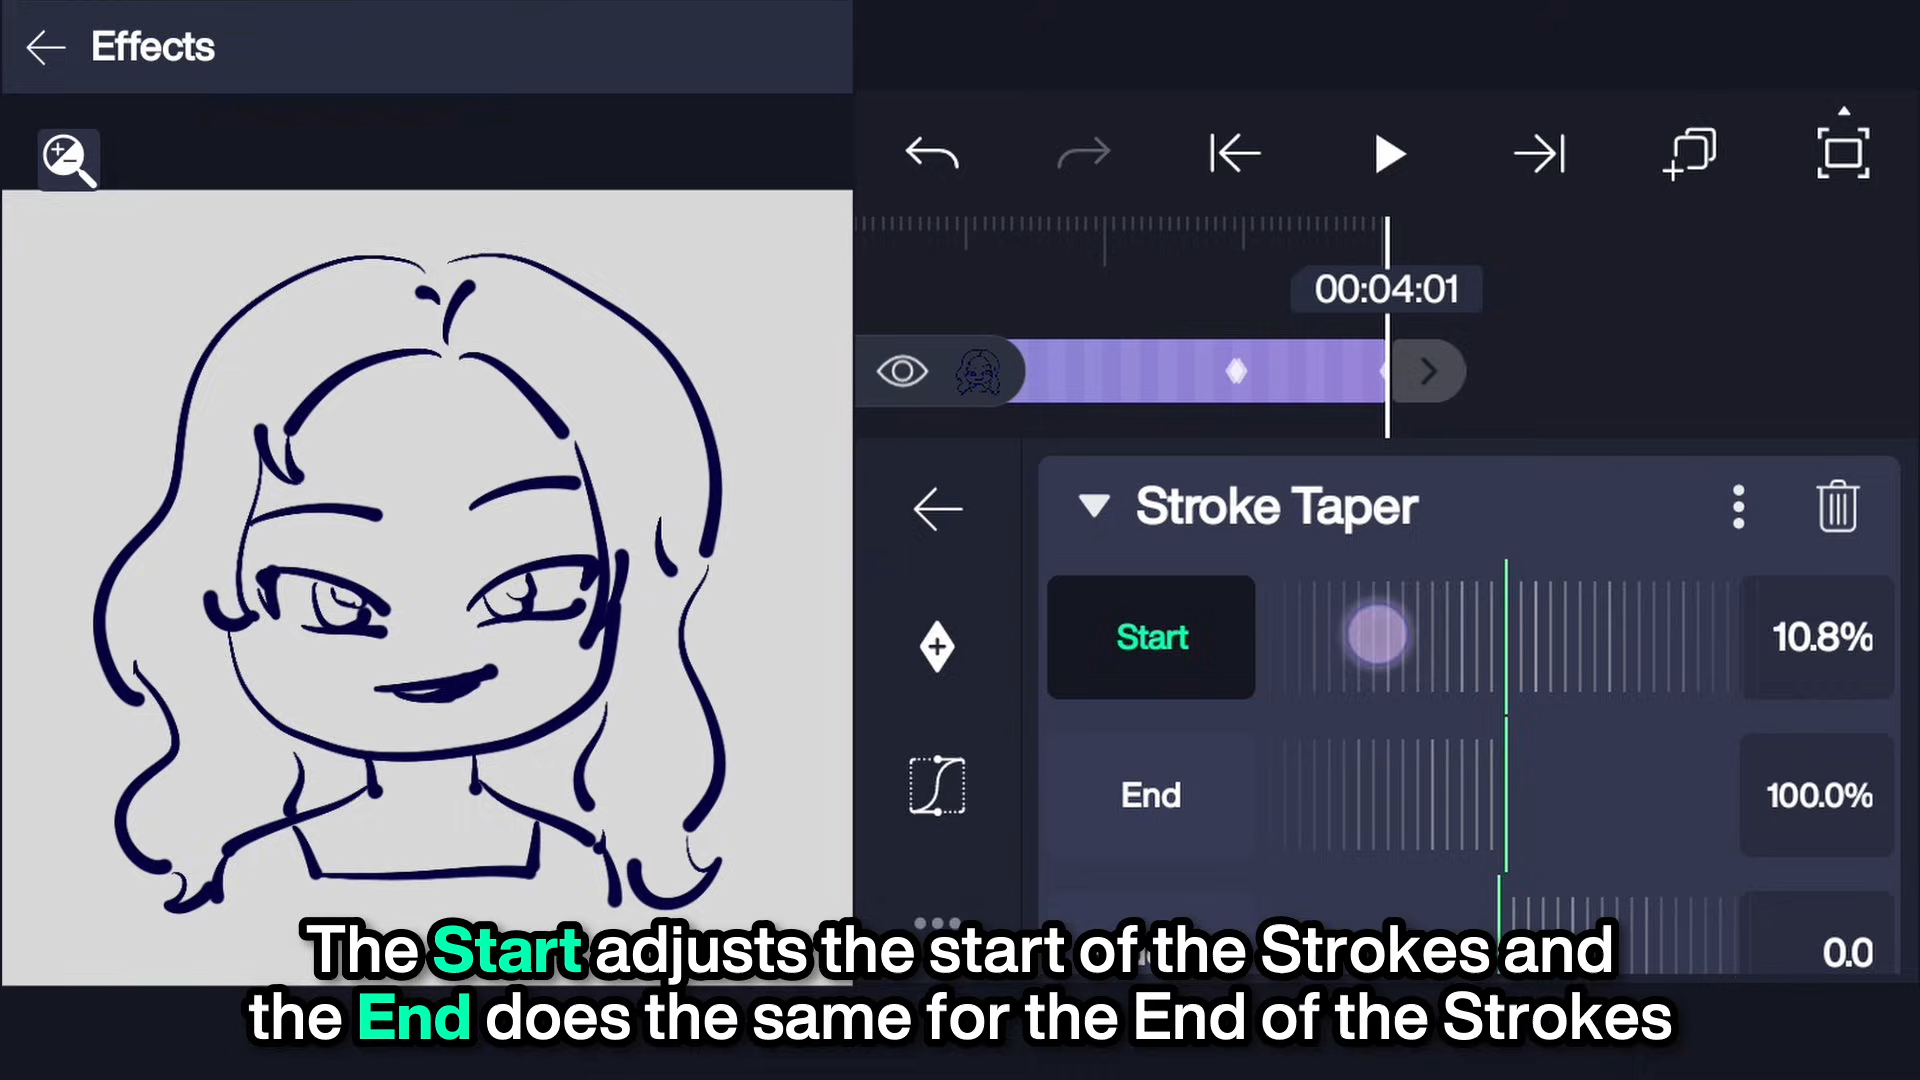 Effects
00:04:01
Stroke Taper
Start
10.8%
End
100.0%
0.0
The Start adjusts the start of the Strokes and
the End does the same for the End of the Strokes